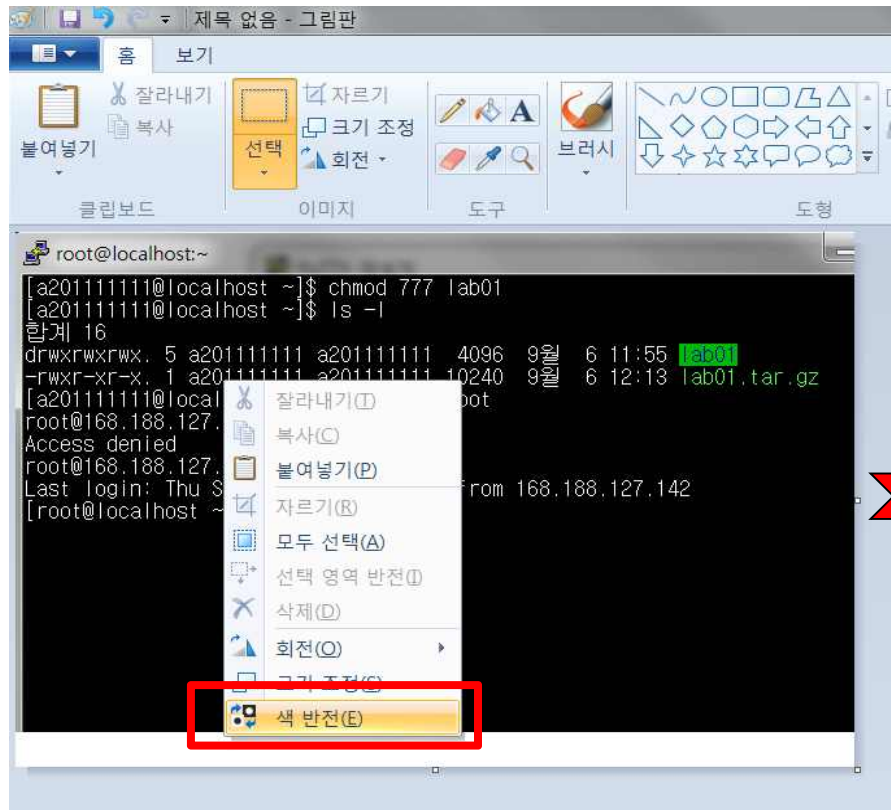 제목 없음 - 그림판
홈 보기
붙여넣기
잘라내기
복사
클립보드
선택
자르기
크기 조정
회전
이미지
A
도구
브러시
도형
root@localhost:~
[a201111111@localhost ~]$ chmod 777 lab01
[a201111111@localhost ~]$ ls -l
합계 16
drwxrwxrwx. 5 a201111111 a201111111 4096 9월 6 11:55 lab01
-rwxr-xr-x. 1 a201111111 a201111111 10240 9월 6 12:13 lab01.tar.gz
[a201111111@local oot
root@168.188.127.
Access denied
root@168.188.127.
Last login: Thu S from 168.188.127.142
[root@localhost ~
잘라내기(T)
복사(C)
붙여넣기(P)
자르기(R)
모두 선택(A)
선택 영역 반전(I)
삭제(D)
회전(O)
크기 조정(S)
색 반전(E)